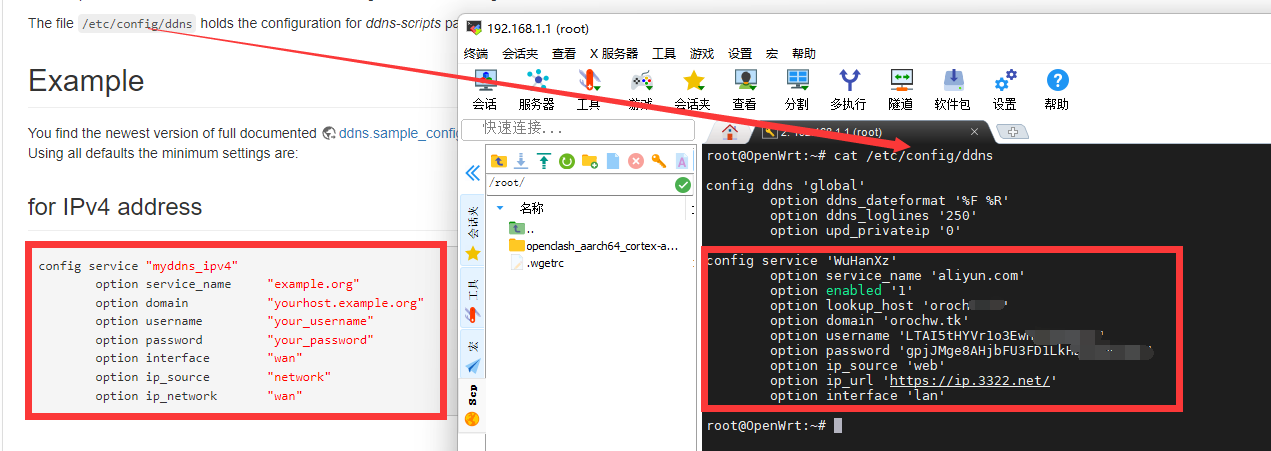 The file /etc/config/ddns holds the configuration for ddns-scripts pa
Example
You find the newest version of full documented ddns.sample_config
Using all defaults the minimum settings are:
for IPv4 address
config service "myddns_ipv4"
option service_name "example.org"
option domain "yourhost.example.org"
option username "your_username"
option password "your_password"
option interface "wan"
option ip_source "network"
option ip_network "wan"
192.168.1.1 (root)
终端 会话夹 查看 X 服务器 工具 游戏 设置 宏 帮助
会话 服务器 工具 游戏 会话夹 查看 分割 多执行 隧道 软件包 设置 帮助
快速连接...
2. 192.168.1.1 (root)
/root/
名称
..
openclash_aarch64_cortex-a...
.wgetrc
会话夹
工具
宏
Scp
root@OpenWrt:~# cat /etc/config/ddns
config ddns 'global'
option ddns_dateformat '%F %R'
option ddns_loglines '250'
option upd_privateip '0'
config service 'WuHanXz'
option service_name 'aliyun.com'
option enabled '1'
option lookup_host 'oroch
option domain 'orochw.tk'
option username 'LTAI5tHYVr1o3Ew
option password 'gpjJMge8AHjbFU3FD1LkH
option ip_source 'web'
option ip_url 'https://ip.3322.net/'
option interface 'lan'
root@OpenWrt:~#